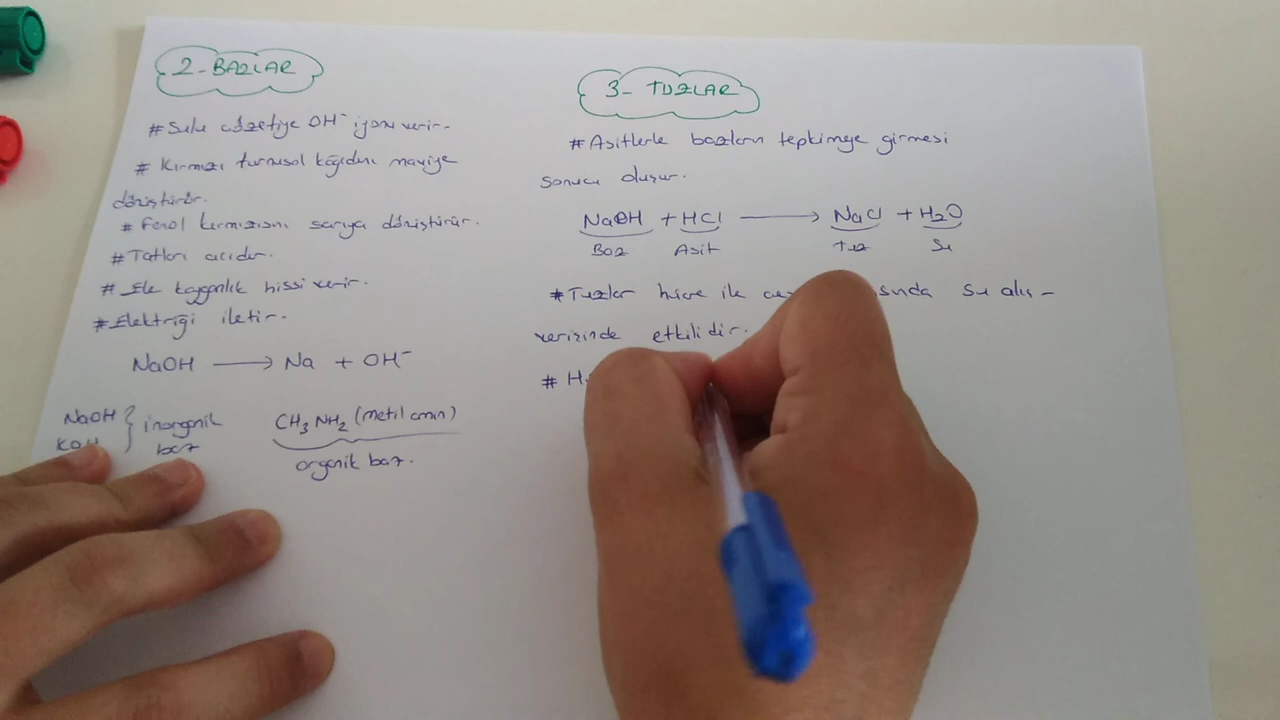 2- BAZLAR
# Sulu çözeltiye OH⁻ iyonu verir.
# Kırmızı turnusol kağıdını maviye
dönüştürür.
# Fenol kırmızısını sarıya dönüştürür.
# Tatları acıdır.
# Ele kayganlık hissi verir.
# Elektriği iletir.
NaOH ⟶ Na + OH⁻
NaOH } inorganik
KOH baz
CH₃NH₂ (metil amin)
organik baz.
3- TUZLAR
# Asitlerle bazların tepkimeye girmesi
sonucu oluşur.
NaOH + HCl ⟶ NaCl + H₂O
Baz Asit tuz Su
# Tuzlar hücre ile su alış-
verişinde etkilidir.
#